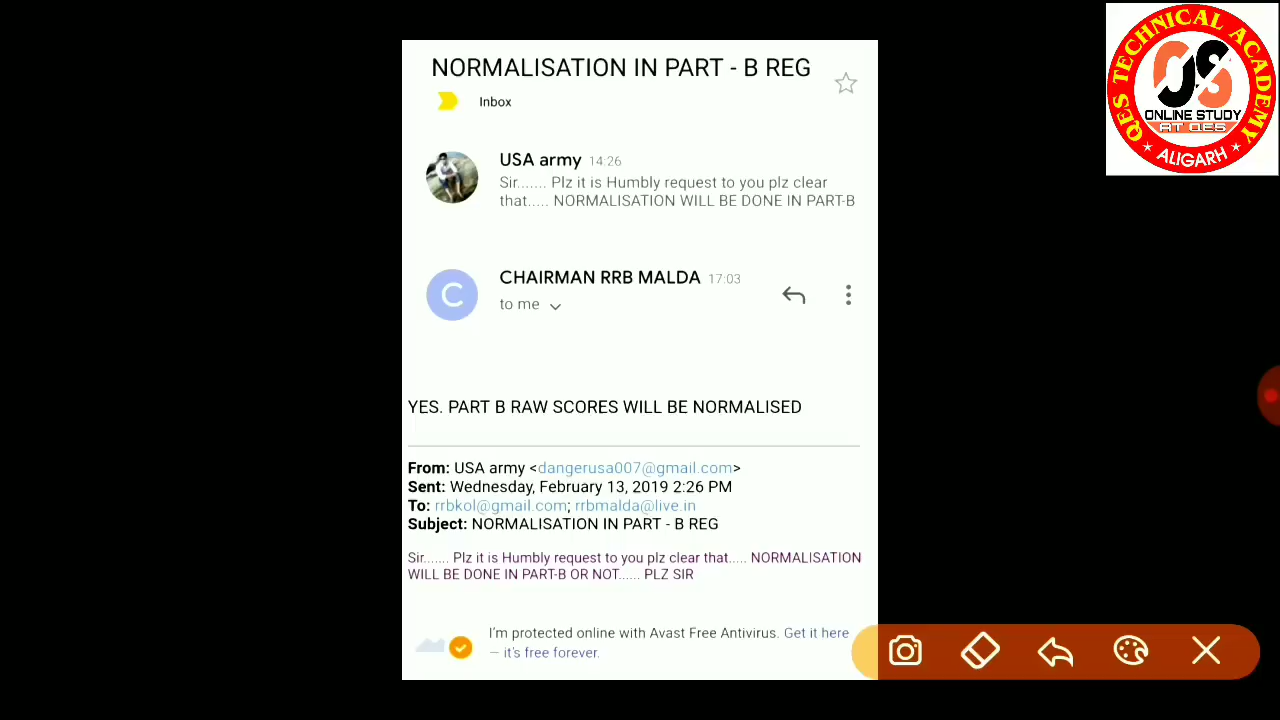 NORMALISATION IN PART - B REG
Inbox
USA army 14:26
Sir....... Plz it is Humbly request to you plz clear
that..... NORMALISATION WILL BE DONE IN PART-B
C
CHAIRMAN RRB MALDA 17:03
to me
YES. PART B RAW SCORES WILL BE NORMALISED
From: USA army <dangerusa007@gmail.com>
Sent: Wednesday, February 13, 2019 2:26 PM
To: rrbkol@gmail.com; rrbmalda@live.in
Subject: NORMALISATION IN PART - B REG
Sir....... Plz it is Humbly request to you plz clear that..... NORMALISATION
WILL BE DONE IN PART-B OR NOT...... PLZ SIR
I'm protected online with Avast Free Antivirus. Get it here
— it's free forever.
QES TECHNICAL ACADEMY
QS
ONLINE STUDY
AT QES
★ ALIGARH ★